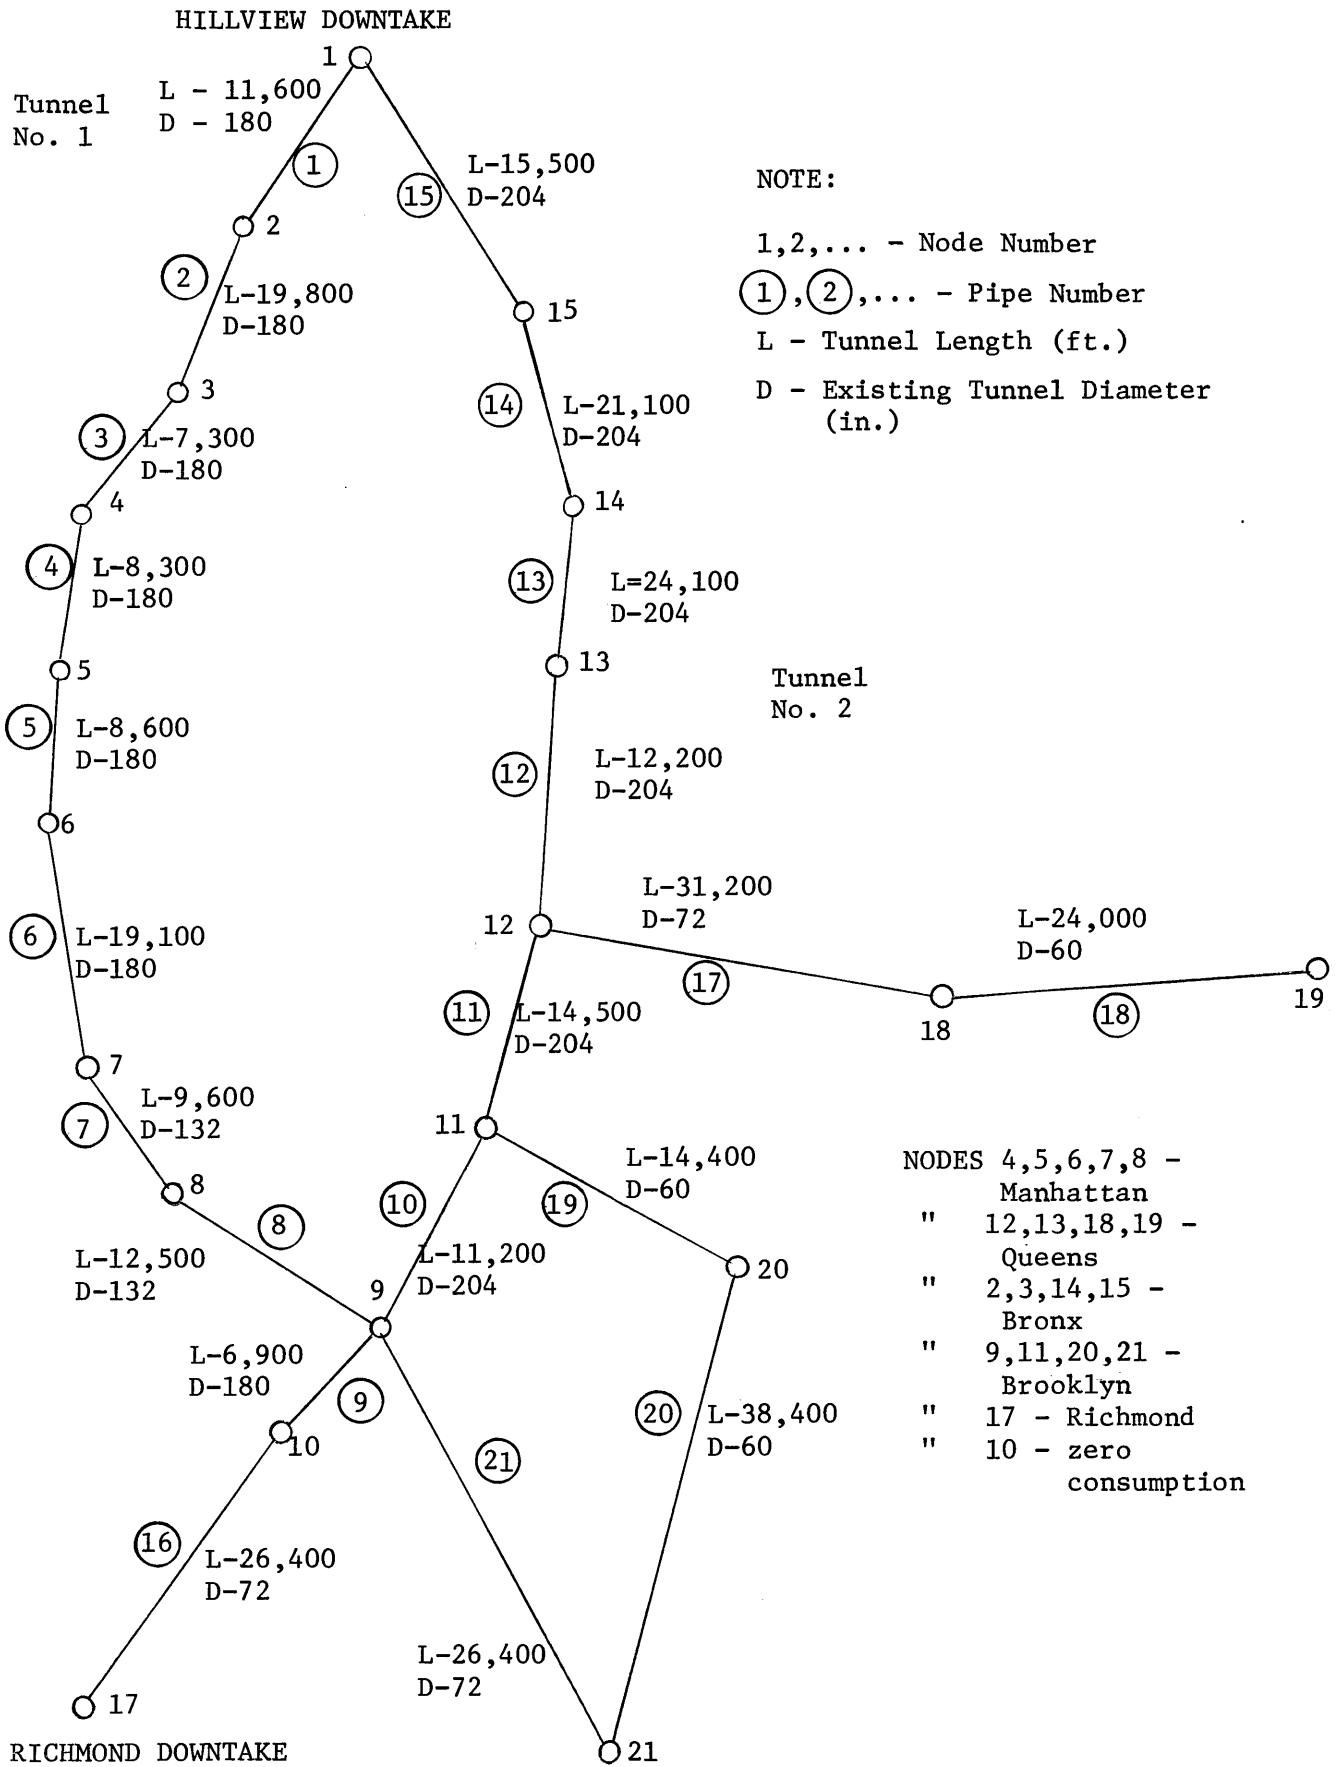 HILLVIEW DOWNTAKE
1
Tunnel
No. 1
L - 11,600
D - 180
1
L-15,500
D-204
15
2
2
L-19,800
D-180
15
3
14
L-21,100
D-204
3
L-7,300
D-180
4
14
4
L-8,300
D-180
13
L=24,100
D-204
5
13
Tunnel
No. 2
5
L-8,600
D-180
12
L-12,200
D-204
6
L-31,200
D-72
12
L-24,000
D-60
6
L-19,100
D-180
17
18
18
19
11
L-14,500
D-204
7
L-9,600
D-132
7
11
L-14,400
D-60
8
10
19
8
L-12,500
D-132
L-11,200
D-204
9
20
L-6,900
D-180
9
10
20
L-38,400
D-60
21
16
L-26,400
D-72
L-26,400
D-72
17
RICHMOND DOWNTAKE
21
NOTE:
1,2,... - Node Number
1,2,... - Pipe Number
L - Tunnel Length (ft.)
D - Existing Tunnel Diameter
(in.)
NODES 4,5,6,7,8 -
Manhattan
" 12,13,18,19 -
Queens
" 2,3,14,15 -
Bronx
" 9,11,20,21 -
Brooklyn
" 17 - Richmond
" 10 - zero
consumption